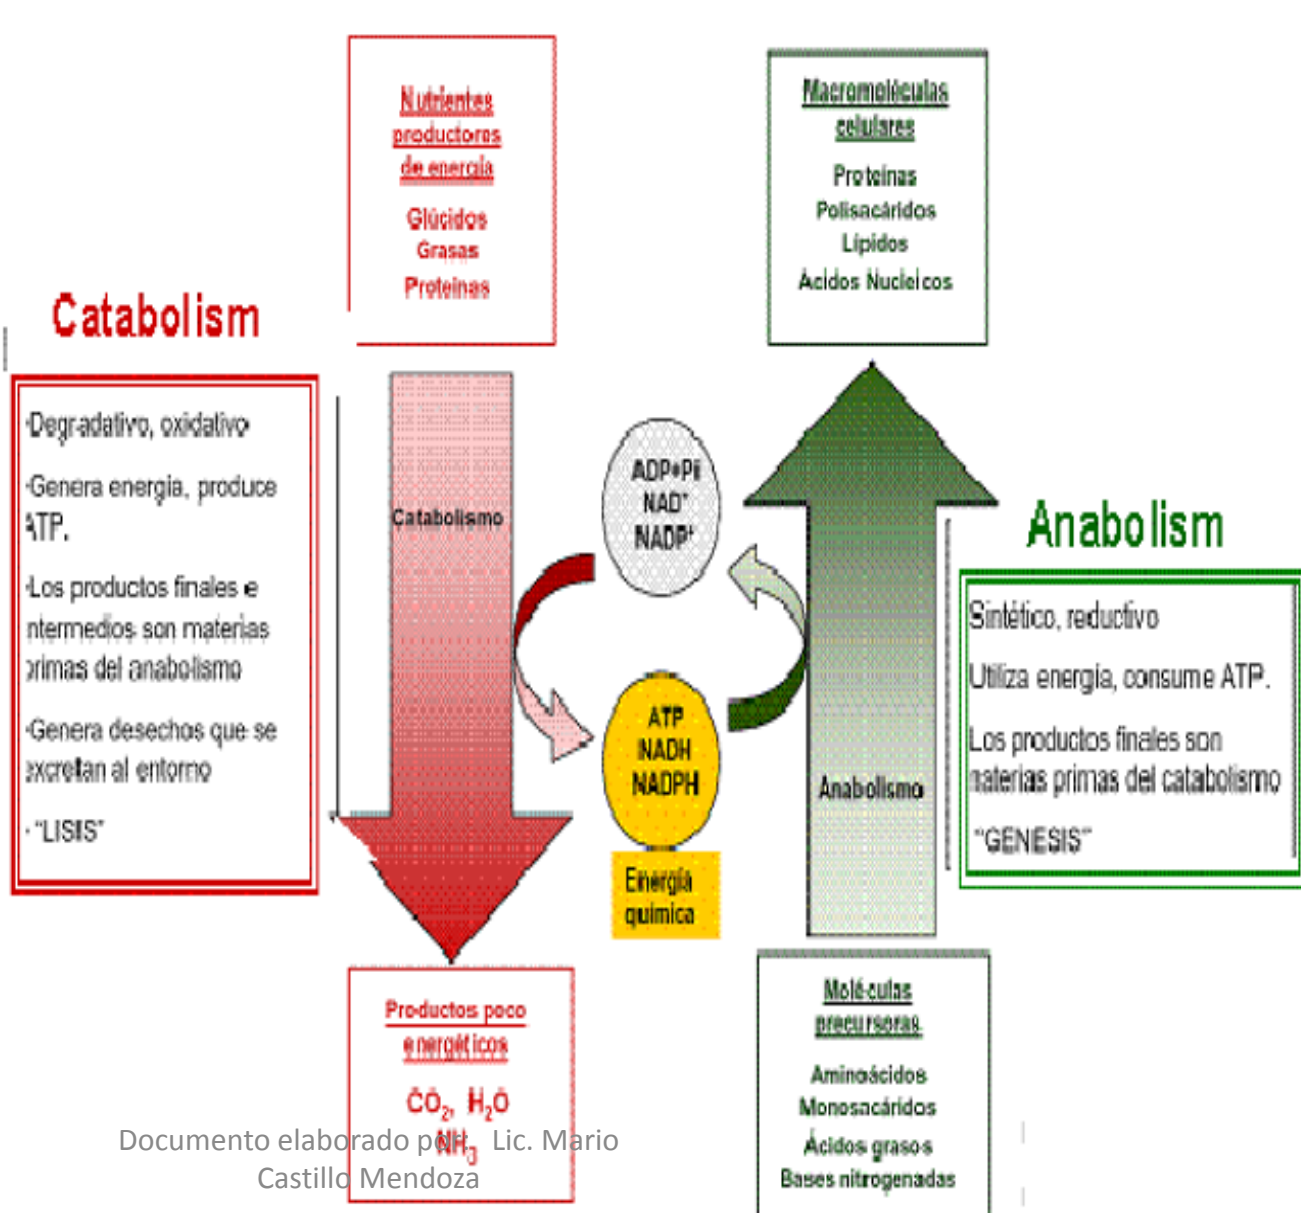 Nutrientes
productores
de energía
Glúcidos
Grasas
Proteínas
Macromoléculas
celulares
Proteínas
Polisacáridos
Lípidos
Ácidos Nucleicos
Catabolism
·Degradativo, oxidativo
·Genera energía, produce
ATP.
·Los productos finales e
ntermedios son materias
primas del anabolismo
·Genera desechos que se
excretan al entorno
· "LISIS"
Catabolismo
ADP+Pi
NAD+
NADP+
ATP
NADH
NADPH
Energía
química
Anabolismo
Anabolism
Sintético, reductivo
Utiliza energía, consume ATP.
Los productos finales son
materias primas del catabolismo
"GENESIS"
Productos poco
energéticos
CO2, H2O
NH3
Moléculas
precursoras
Aminoácidos
Monosacáridos
Ácidos grasos
Bases nitrogenadas
Documento elaborado por: Lic. Mario
Castillo Mendoza